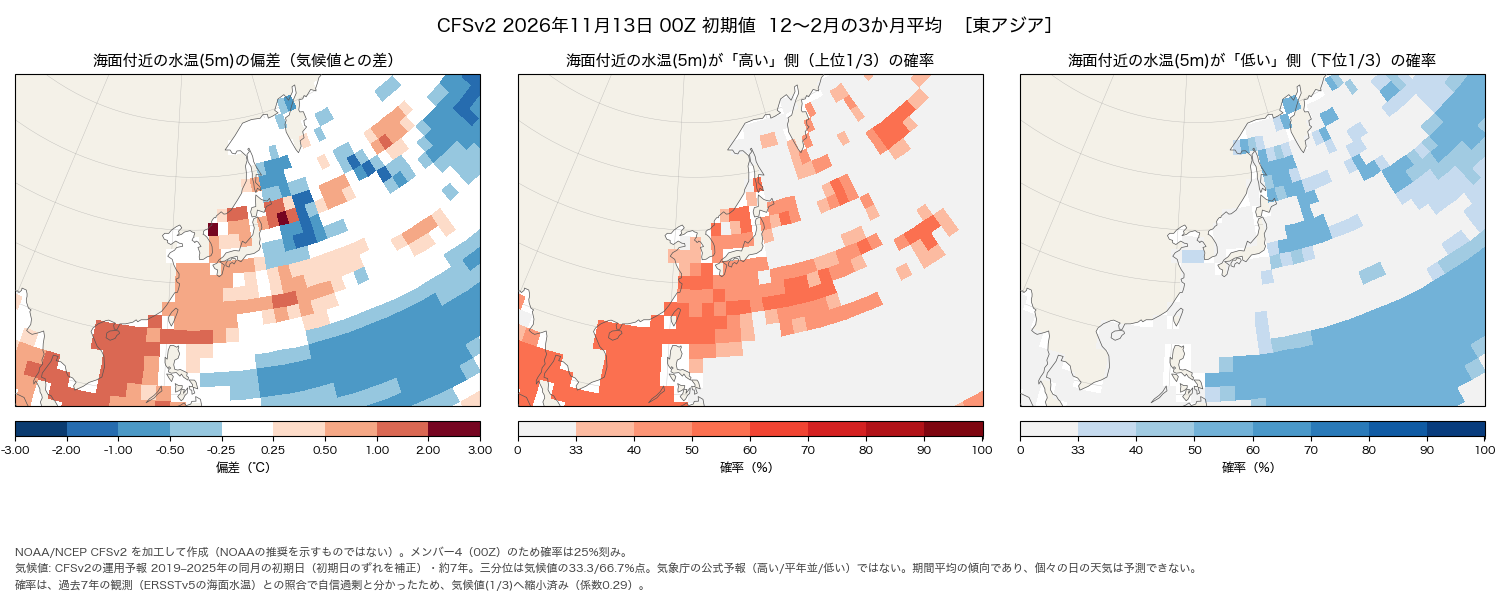 CFSv2 2026年11月13日 00Z 初期値  12～2月の3か月平均  ［東アジア］
海面付近の水温(5m)の偏差（気候値との差）
海面付近の水温(5m)が「高い」側（上位1/3）の確率
海面付近の水温(5m)が「低い」側（下位1/3）の確率
-3.00 -2.00 -1.00 -0.50 -0.25 0.25 0.50 1.00 2.00 3.00
偏差（℃）
0 33 40 50 60 70 80 90 100
確率（%）
0 33 40 50 60 70 80 90 100
確率（%）
NOAA/NCEP CFSv2 を加工して作成（NOAAの推奨を示すものではない）。メンバー4（00Z）のため確率は25%刻み。
気候値: CFSv2の運用予報 2019–2025年の同月の初期日（初期日のずれを補正）・約7年。三分位は気候値の33.3/66.7%点。気象庁の公式予報（高い/平年並/低い）ではない。期間平均の傾向であり、個々の日の天気は予測できない。
確率は、過去7年の観測（ERSSTv5の海面水温）との照合で自信過剰と分かったため、気候値(1/3)へ縮小済み（係数0.29）。